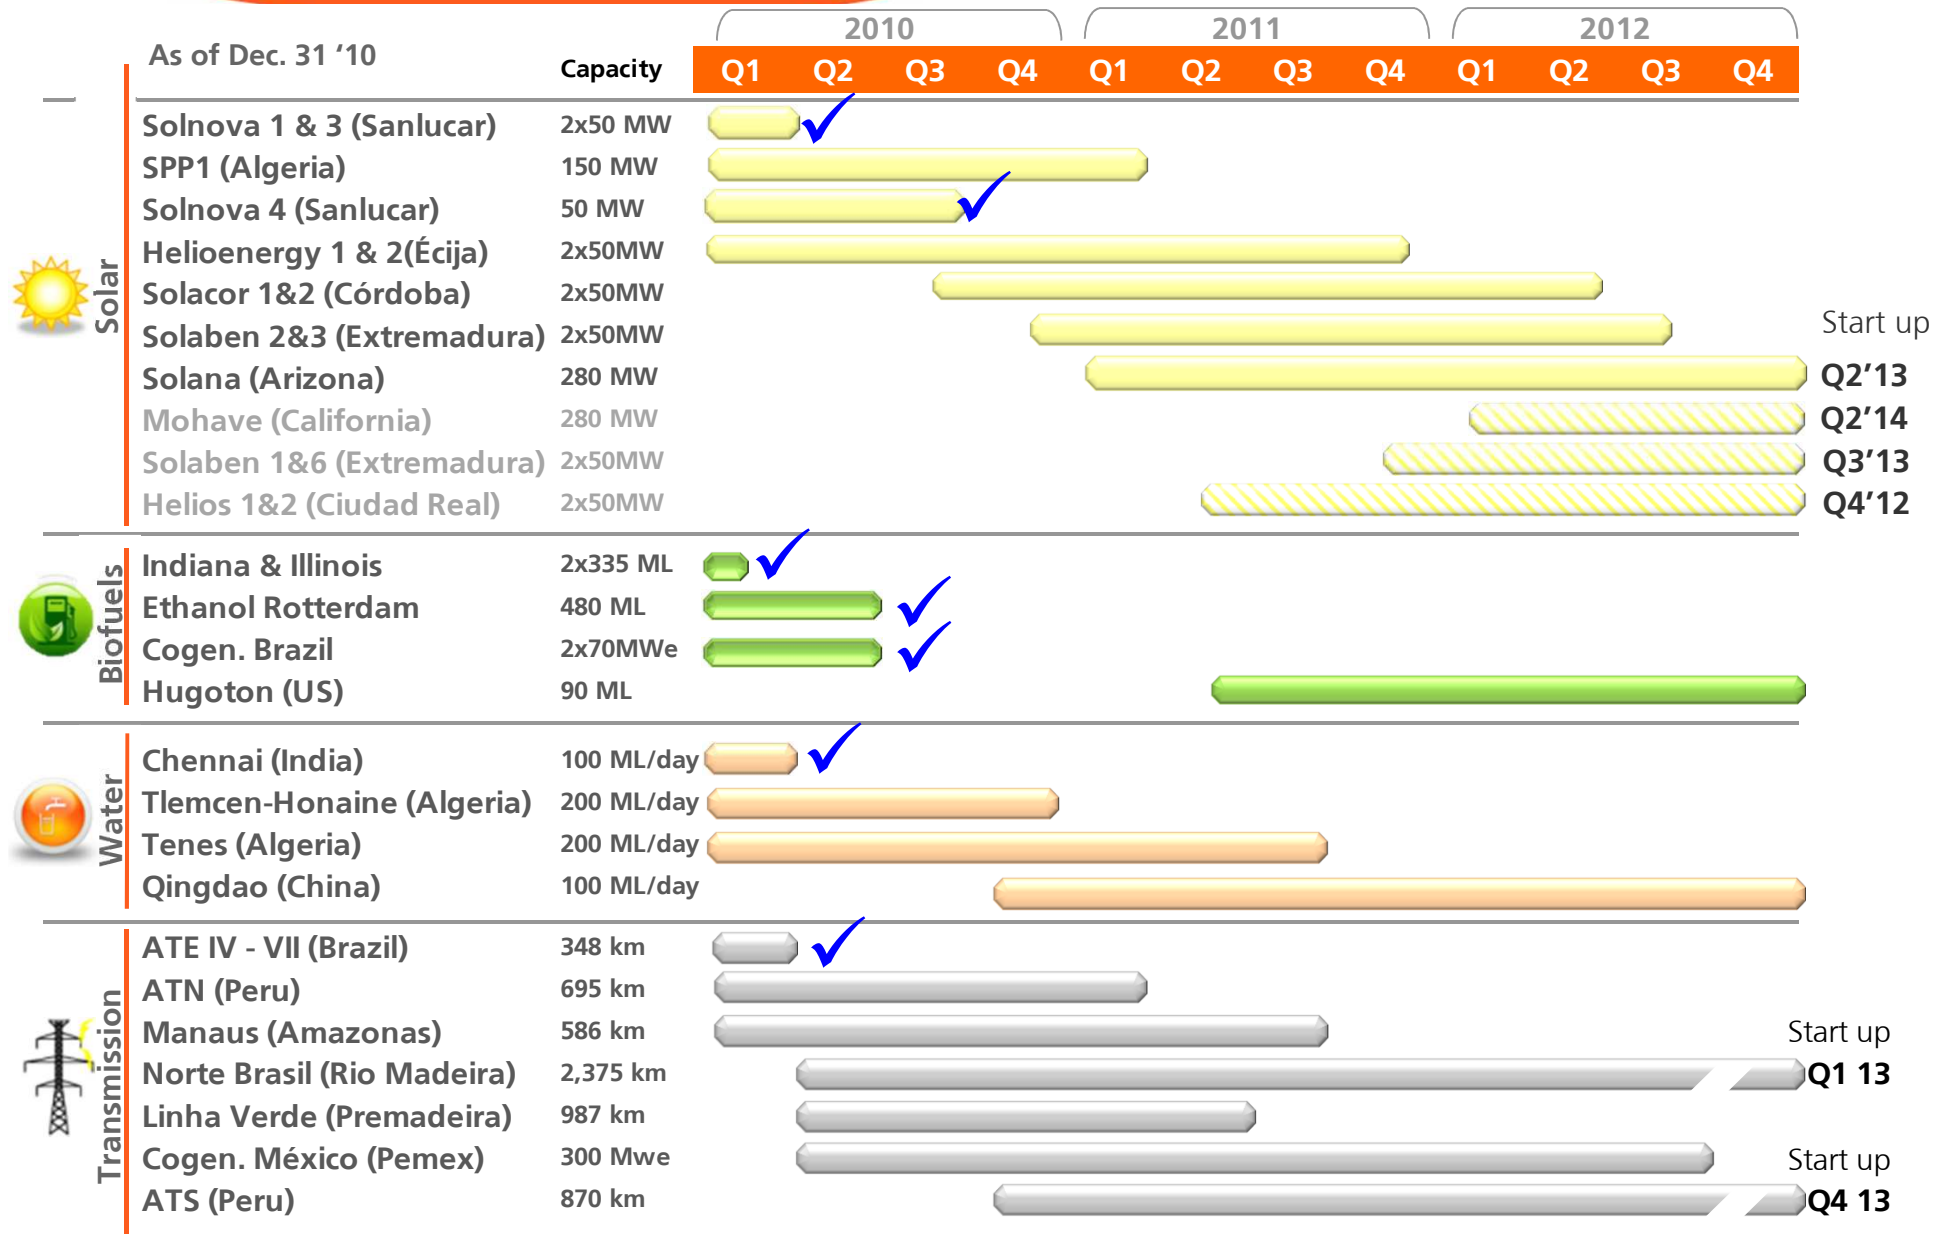 2010 2011 2012
As of Dec. 31 ‘10 Capacity Q1 Q2 Q3 Q4 Q1 Q2 Q3 Q4 Q1 Q2 Q3 Q4
Solar
Solnova 1 & 3 (Sanlucar) 2x50 MW
SPP1 (Algeria) 150 MW
Solnova 4 (Sanlucar) 50 MW
Helioenergy 1 & 2(Écija) 2x50MW
Solacor 1&2 (Córdoba) 2x50MW
Solaben 2&3 (Extremadura) 2x50MW Start up
Solana (Arizona) 280 MW Q2’13
Mohave (California) 280 MW Q2’14
Solaben 1&6 (Extremadura) 2x50MW Q3’13
Helios 1&2 (Ciudad Real) 2x50MW Q4’12
Biofuels
Indiana & Illinois 2x335 ML
Ethanol Rotterdam 480 ML
Cogen. Brazil 2x70MWe
Hugoton (US) 90 ML
Water
Chennai (India) 100 ML/day
Tlemcen-Honaine (Algeria) 200 ML/day
Tenes (Algeria) 200 ML/day
Qingdao (China) 100 ML/day
Transmission
ATE IV - VII (Brazil) 348 km
ATN (Peru) 695 km
Manaus (Amazonas) 586 km Start up
Norte Brasil (Rio Madeira) 2,375 km Q1 13
Linha Verde (Premadeira) 987 km
Cogen. México (Pemex) 300 Mwe Start up
ATS (Peru) 870 km Q4 13